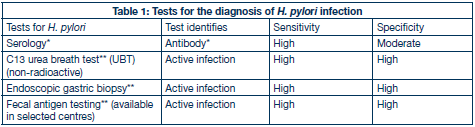 Table 1: Tests for the diagnosis of H. pylori infection
Tests for H. pylori Test identifies Sensitivity Specificity
Serology* Antibody* High Moderate
C13 urea breath test** (UBT) Active infection High High
(non-radioactive)
Endoscopic gastric biopsy** Active infection High High
Fecal antigen testing** (available Active infection High High
in selected centres)